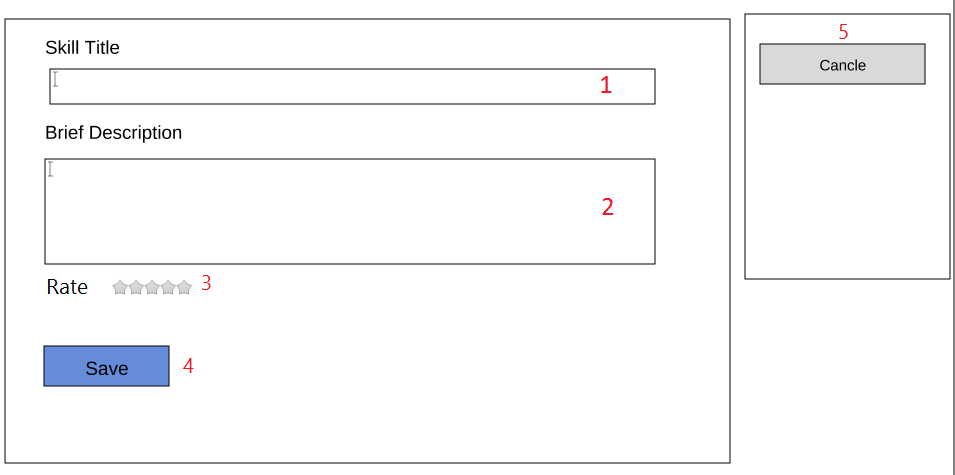 Skill Title
1
Brief Description
2
Rate 3
Save 4
5
Cancle